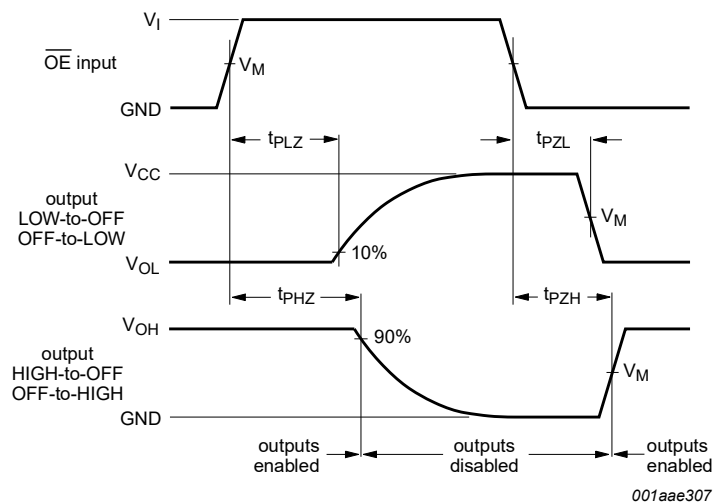 V_I
OE input
V_M
GND
t_PLZ
t_PZL
V_CC
output
LOW-to-OFF
OFF-to-LOW
V_M
10%
V_OL
t_PHZ
t_PZH
V_OH
90%
output
HIGH-to-OFF
OFF-to-HIGH
V_M
GND
outputs
enabled
outputs
disabled
outputs
enabled
001aae307